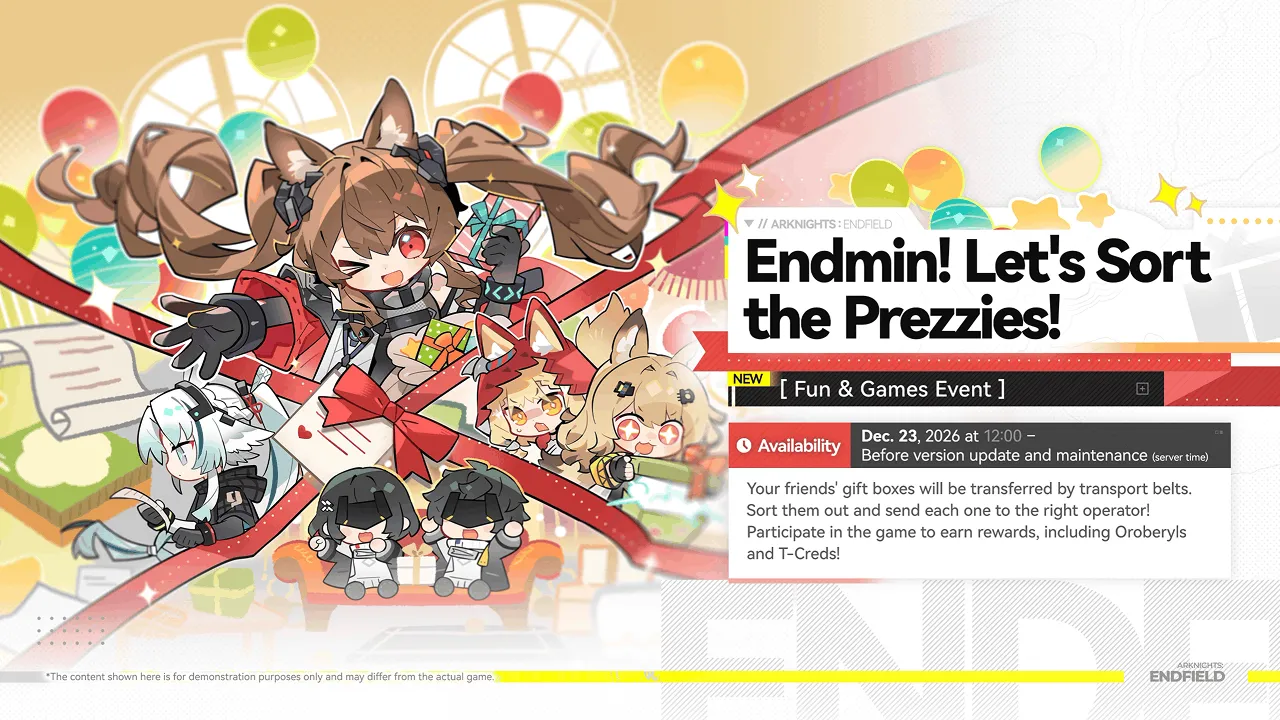 // ARKNIGHTS: ENDFIELD
Endmin! Let's Sort
the Prezzies!
NEW
[ Fun & Games Event ]
Availability
Dec. 23, 2026 at 12:00 –
Before version update and maintenance (server time)
Your friends' gift boxes will be transferred by transport belts.
Sort them out and send each one to the right operator!
Participate in the game to earn rewards, including Oroberyls
and T-Creds!
ENDF
*The content shown here is for demonstration purposes only and may differ from the actual game.
ARKNIGHTS:
ENDFIELD